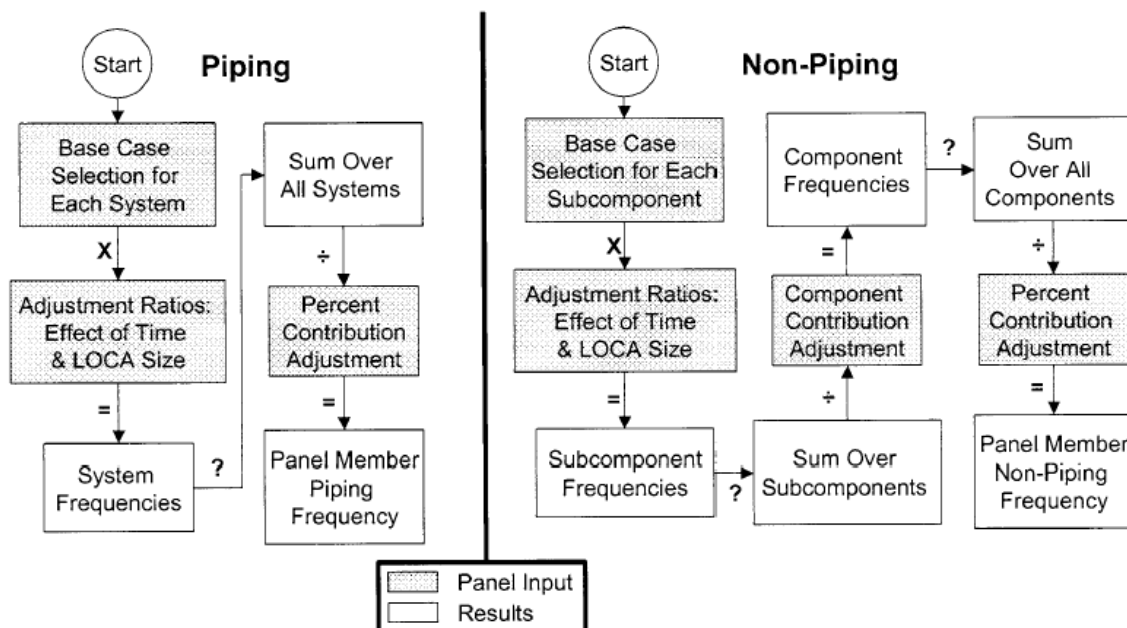 Piping
Start
Base Case
Selection for
Each System
X
Adjustment Ratios:
Effect of Time
& LOCA Size
=
System
Frequencies
?
Sum Over
All Systems
÷
Percent
Contribution
Adjustment
=
Panel Member
Piping
Frequency
Non-Piping
Start
Base Case
Selection for Each
Subcomponent
X
Adjustment Ratios:
Effect of Time
& LOCA Size
=
Subcomponent
Frequencies
?
Sum Over
Subcomponents
÷
Component
Contribution
Adjustment
=
Component
Frequencies
?
Sum
Over All
Components
÷
Percent
Contribution
Adjustment
=
Panel Member
Non-Piping
Frequency
Panel Input
Results